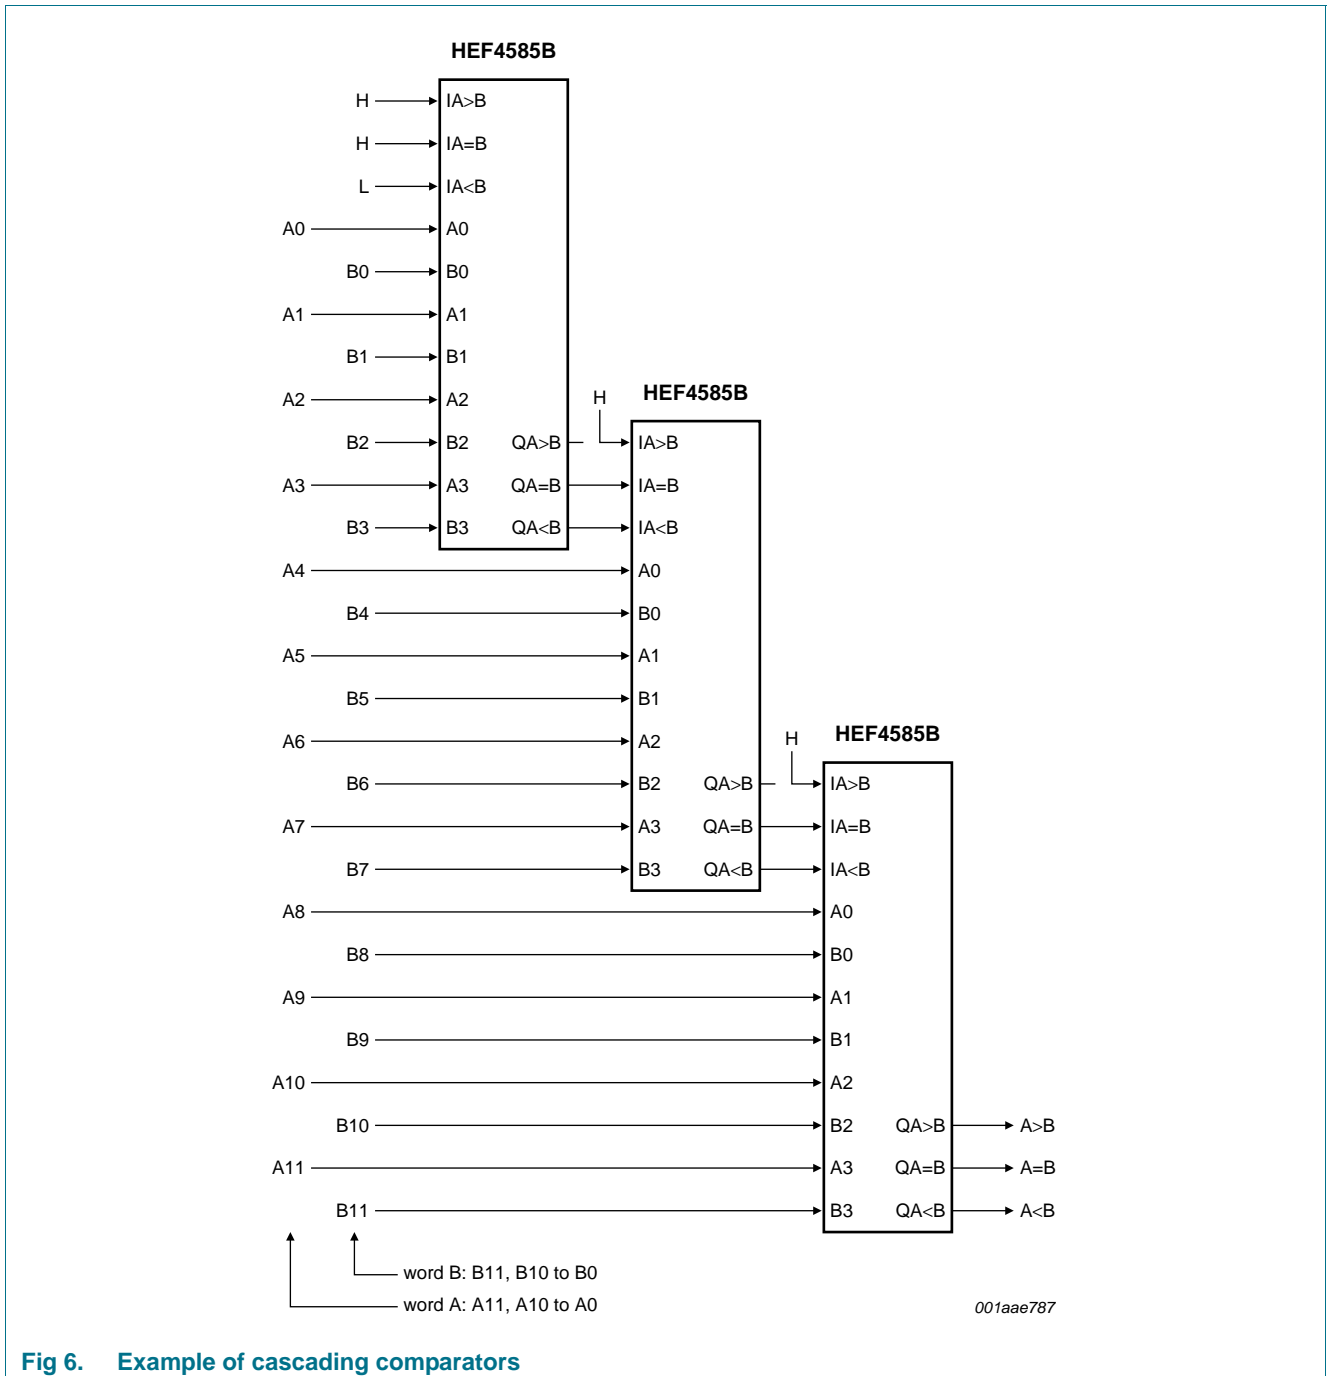 HEF4585B
H IA>B
H IA=B
L IA<B
A0 A0
B0 B0
A1 A1
B1 B1
A2 A2
H HEF4585B
B2 B2 QA>B IA>B
A3 A3 QA=B IA=B
B3 B3 QA<B IA<B
A4 A0
B4 B0
A5 A1
B5 B1
A6 A2
H HEF4585B
B6 B2 QA>B IA>B
A7 A3 QA=B IA=B
B7 B3 QA<B IA<B
A8 A0
B8 B0
A9 A1
B9 B1
A10 A2
B10 B2 QA>B A>B
A11 A3 QA=B A=B
B11 B3 QA<B A<B
word B: B11, B10 to B0
word A: A11, A10 to A0
001aae787
Fig 6. Example of cascading comparators